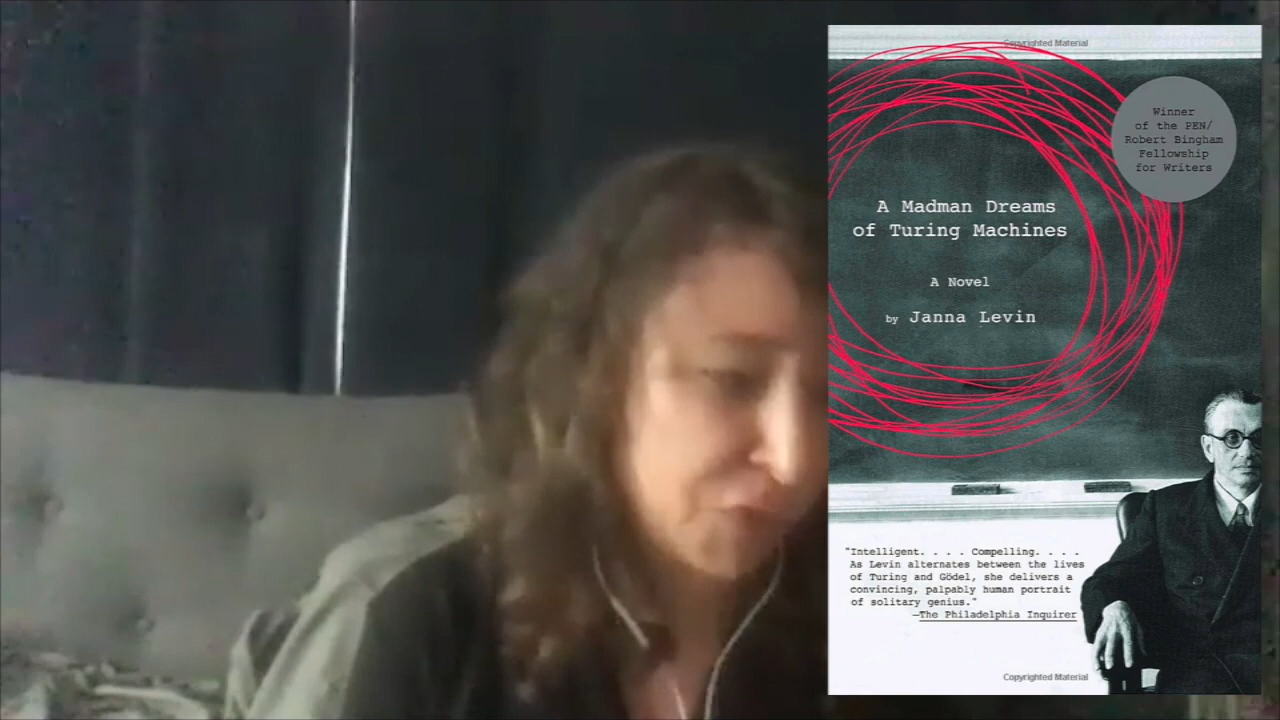 Copyrighted Material
Winner
of the PEN/
Robert Bingham
Fellowship
for Writers
A Madman Dreams
of Turing Machines
A Novel
by Janna Levin
"Intelligent. . . . Compelling. . . .
As Levin alternates between the lives
of Turing and Gödel, she delivers a
convincing, palpably human portrait
of solitary genius."
—The Philadelphia Inquirer
Copyrighted Material